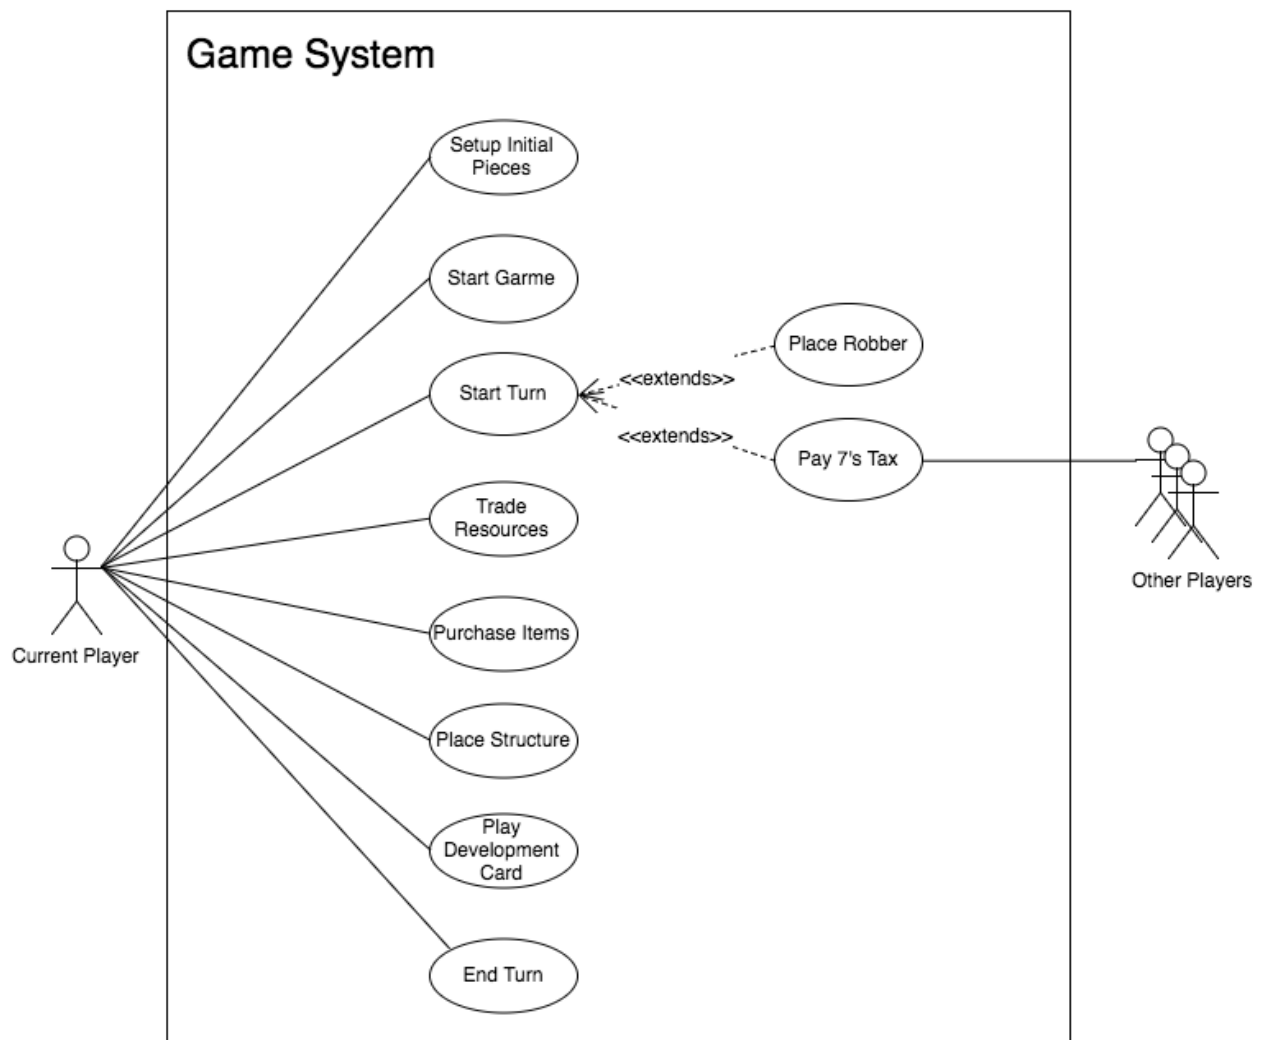 Game System
Setup Initial
Pieces
Start Garme
Start Turn
<<extends>>
Place Robber
<<extends>>
Pay 7's Tax
Trade
Resources
Purchase Items
Place Structure
Play
Development
Card
End Turn
Current Player
Other Players